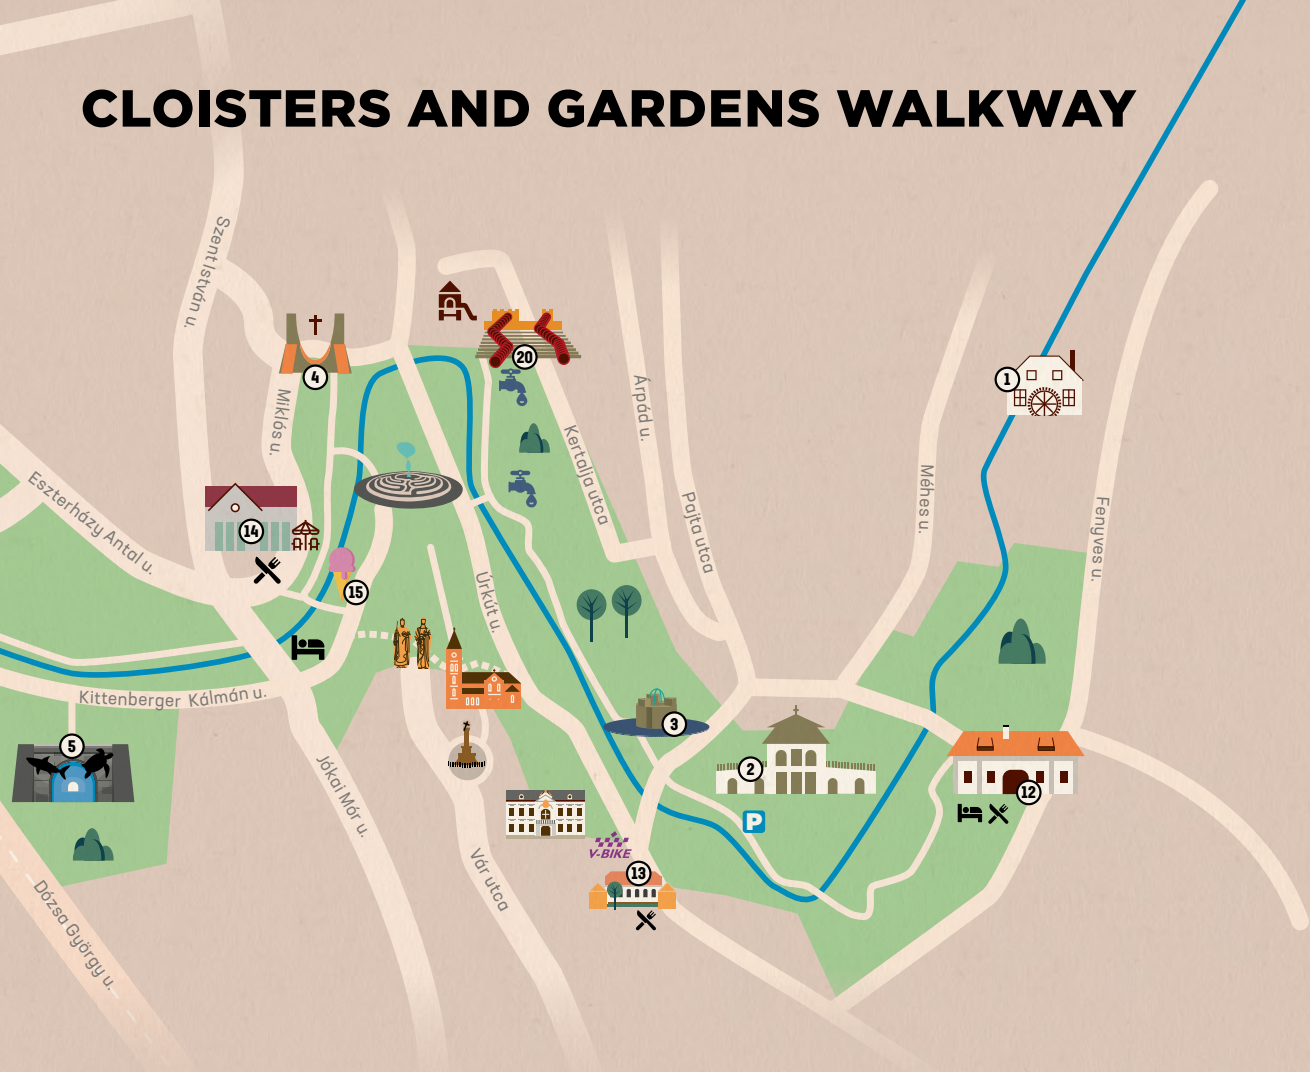 CLOISTERS AND GARDENS WALKWAY
Szent István u.
4
20
1
Miklós u.
Árpád u.
Kertalja utca
Pajta utca
Méhes u.
Fenyves u.
Eszterházy Antal u.
14
15
Úrkút u.
Kittenberger Kálmán u.
5
3
2
12
P
Jókai Mór u.
V-BIKE
13
Vár utca
Dózsa György u.